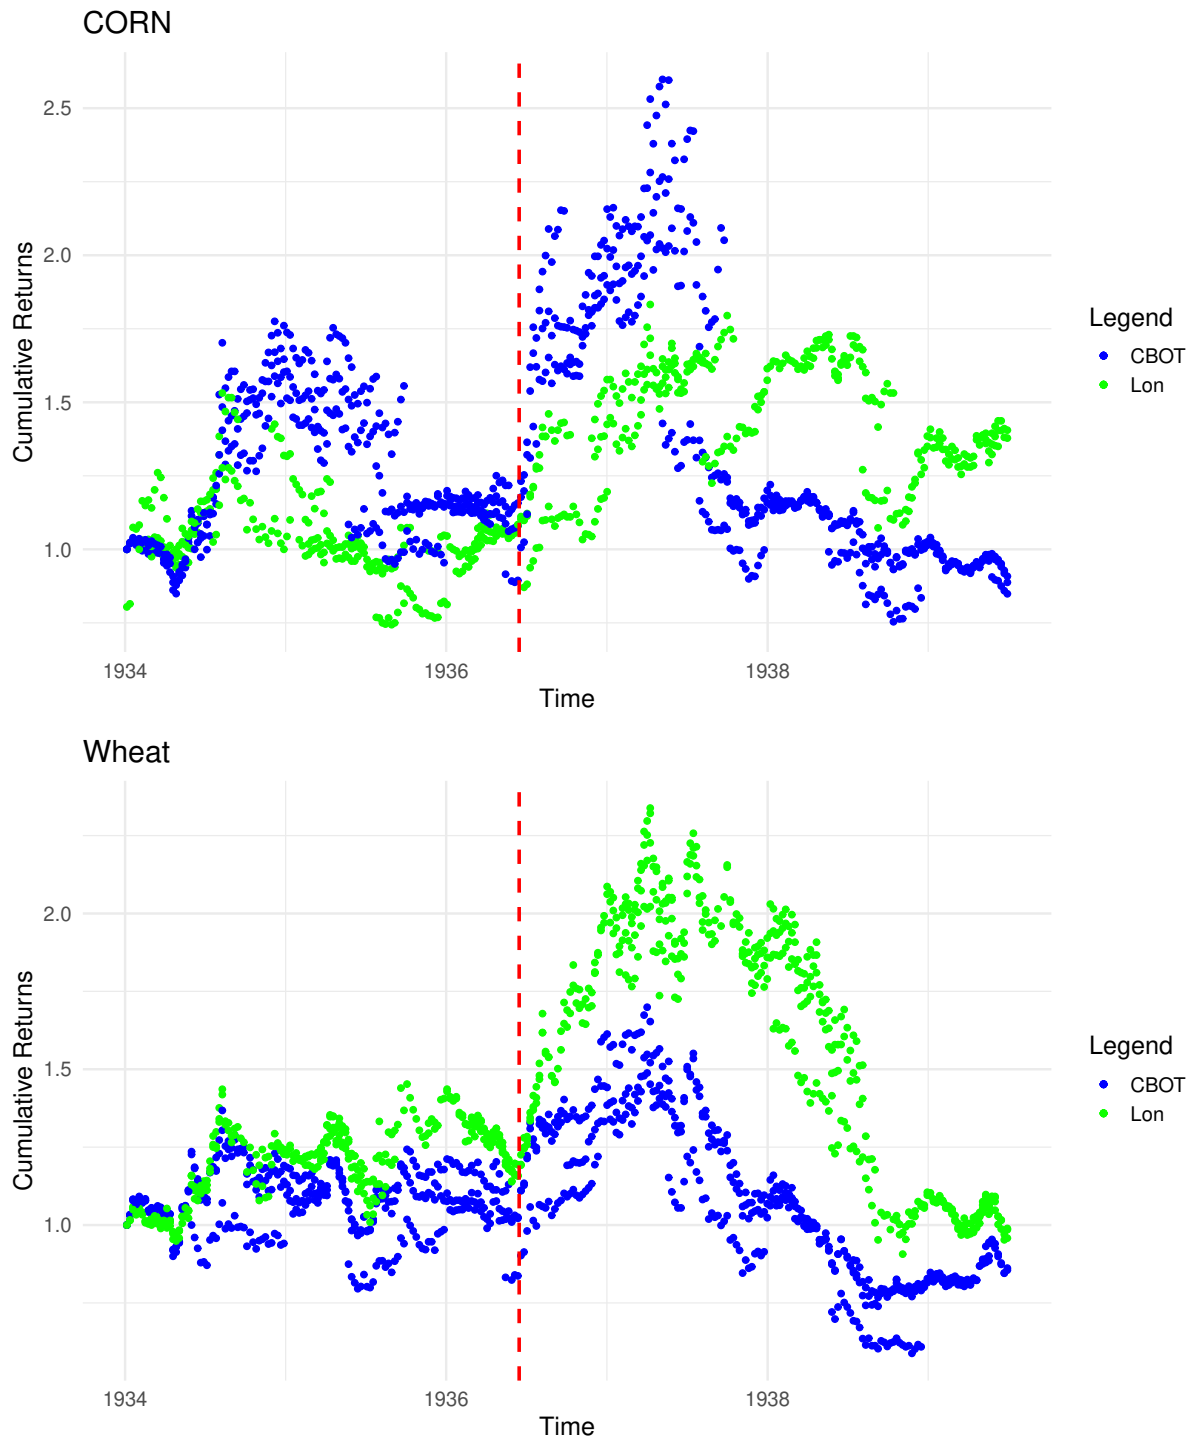 CORN
2.5
2.0
1.5
1.0
Cumulative Returns
1934
1936
1938
Time
Legend
CBOT
Lon
Wheat
2.0
1.5
1.0
Cumulative Returns
1934
1936
1938
Time
Legend
CBOT
Lon